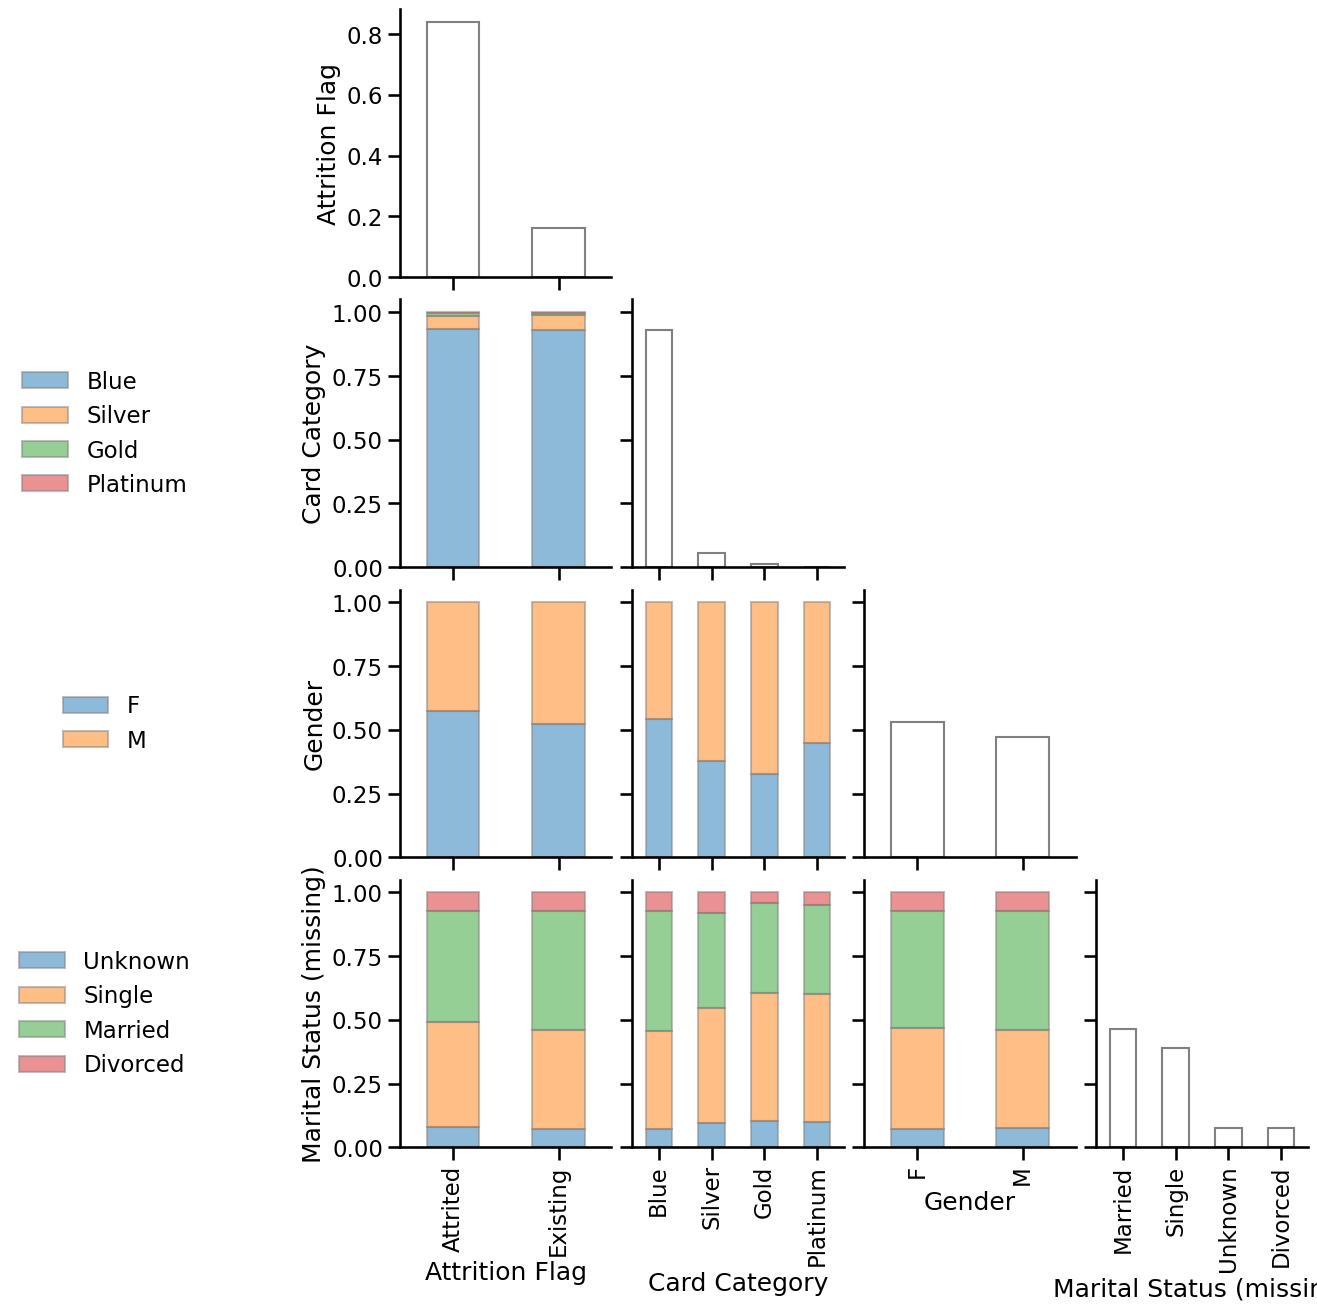 0.8
0.6
0.4
0.2
0.0
Attrition Flag
1.00
0.75
0.50
0.25
0.00
Card Category
Blue
Silver
Gold
Platinum
1.00
0.75
0.50
0.25
0.00
Gender
F
M
1.00
0.75
0.50
0.25
0.00
Marital Status (missing)
Unknown
Single
Married
Divorced
Attrited
Existing
Attrition Flag
Blue
Silver
Gold
Platinum
Card Category
F
M
Gender
Married
Single
Unknown
Divorced
Marital Status (missin